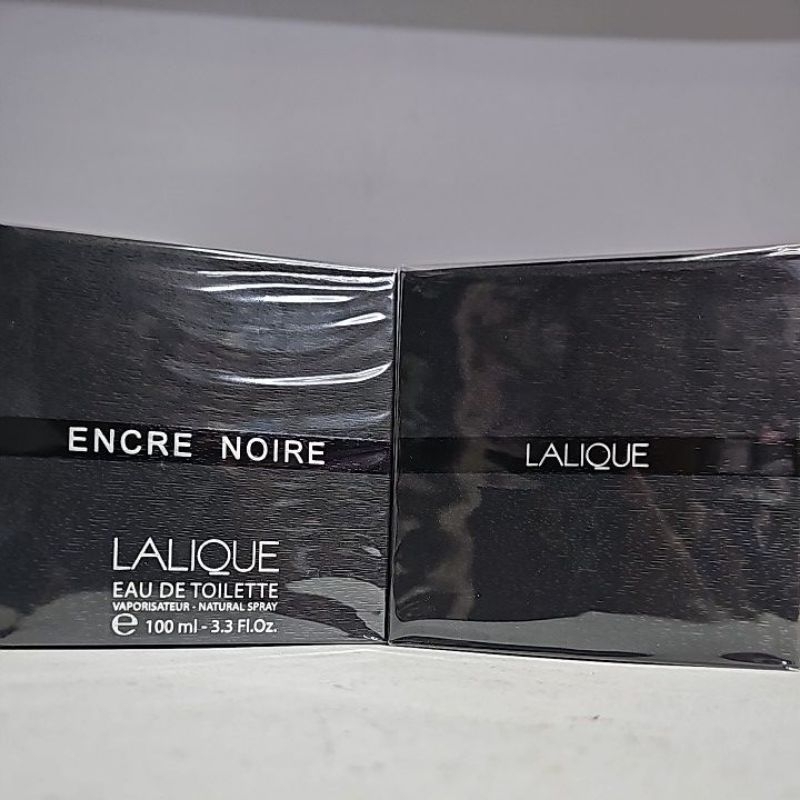 ENCRE NOIRE
LALIQUE
EAU DE TOILETTE
VAPORISATEUR - NATURAL SPRAY
e 100 ml - 3.3 Fl.Oz.
LALIQUE